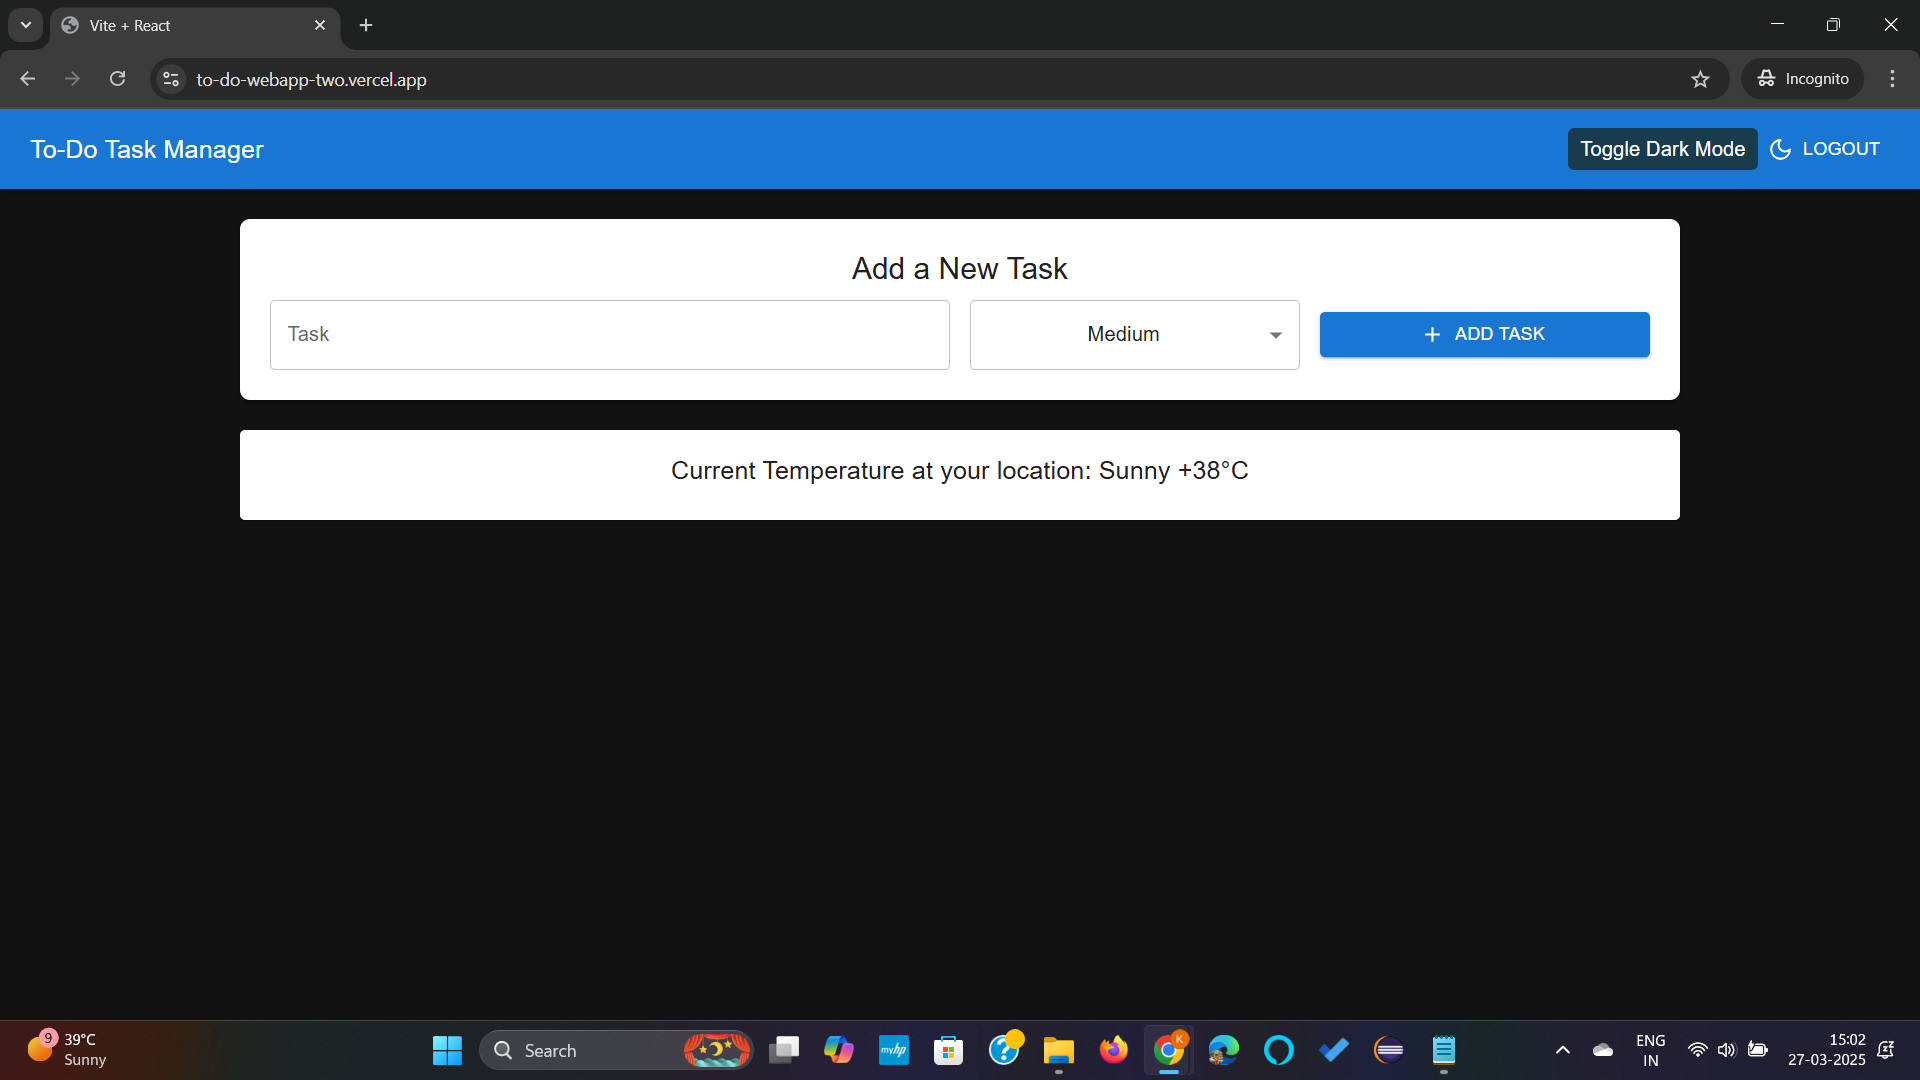 Vite + React
to-do-webapp-two.vercel.app
Incognito
To-Do Task Manager
Toggle Dark Mode
LOGOUT
Add a New Task
Task
Medium
ADD TASK
Current Temperature at your location: Sunny +38°C
9
39°C
Sunny
Search
myhp
K
ENG
IN
15:02
27-03-2025